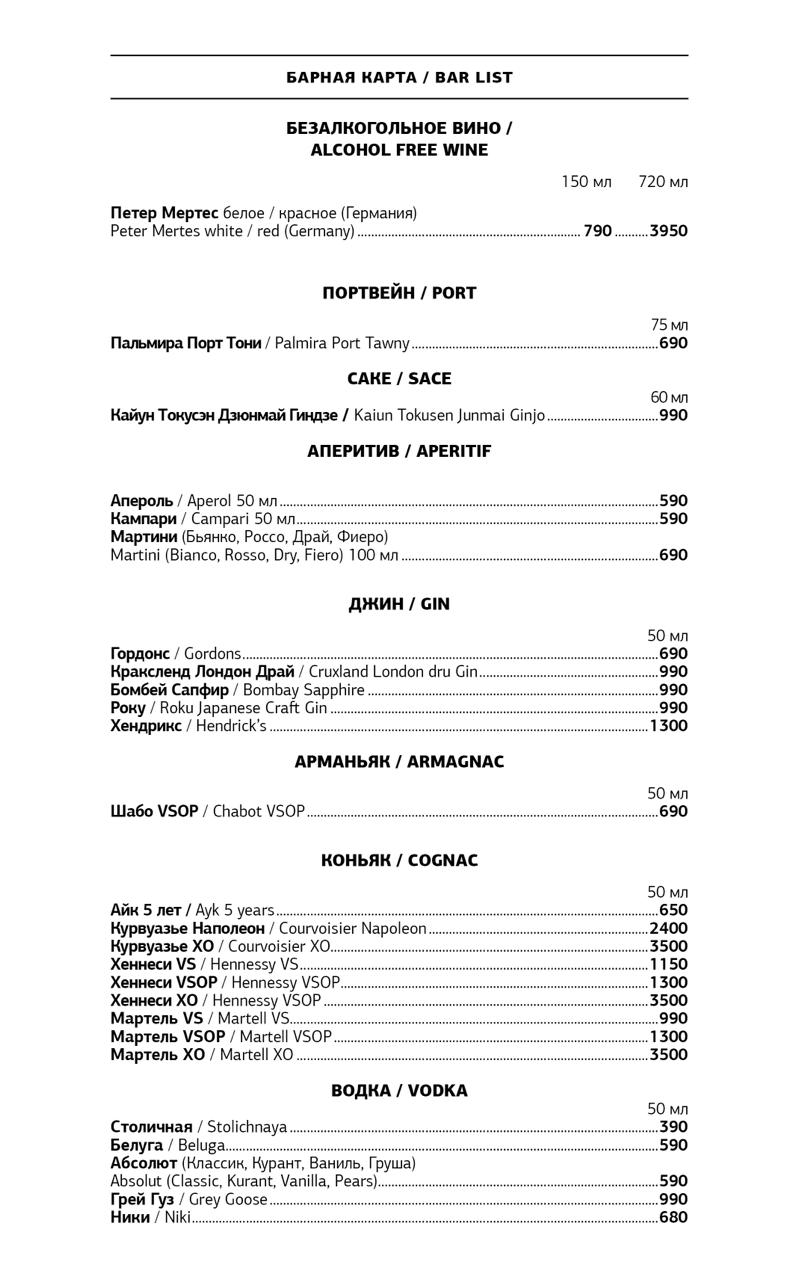 БАРНАЯ КАРТА / BAR LIST
БЕЗАЛКОГОЛЬНОЕ ВИНО /
ALCOHOL FREE WINE
150 мл 720 мл
Петер Мертес белое / красное (Германия)
Peter Mertes white / red (Germany) 790 3950
ПОРТВЕЙН / PORT
75 мл
Пальмира Порт Тони / Palmira Port Tawny 690
САКЕ / SACE
60 мл
Кайун Токусэн Дзюнмай Гиндзе / Kaiun Tokusen Junmai Ginjo 990
АПЕРИТИВ / APERITIF
Апероль / Aperol 50 мл 590
Кампари / Campari 50 мл 590
Мартини (Бьянко, Россо, Драй, Фиеро)
Martini (Bianco, Rosso, Dry, Fiero) 100 мл 690
ДЖИН / GIN
50 мл
Гордонс / Gordons 690
Краксленд Лондон Драй / Cruxland London dru Gin 990
Бомбей Сапфир / Bombay Sapphire 990
Року / Roku Japanese Craft Gin 990
Хендрикс / Hendrick's 1300
АРМАНЬЯК / ARMAGNAC
50 мл
Шабо VSOP / Chabot VSOP 690
КОНЬЯК / COGNAC
50 мл
Айк 5 лет / Ayk 5 years 650
Курвуазье Наполеон / Courvoisier Napoleon 2400
Курвуазье XO / Courvoisier XO 3500
Хеннеси VS / Hennessy VS 1150
Хеннеси VSOP / Hennessy VSOP 1300
Хеннеси XO / Hennessy VSOP 3500
Мартель VS / Martell VS 990
Мартель VSOP / Martell VSOP 1300
Мартель XO / Martell XO 3500
ВОДКА / VODKA
50 мл
Столичная / Stolichnaya 390
Белуга / Beluga 590
Абсолют (Классик, Курант, Ваниль, Груша)
Absolut (Classic, Kurant, Vanilla, Pears) 590
Грей Гуз / Grey Goose 990
Ники / Niki 680